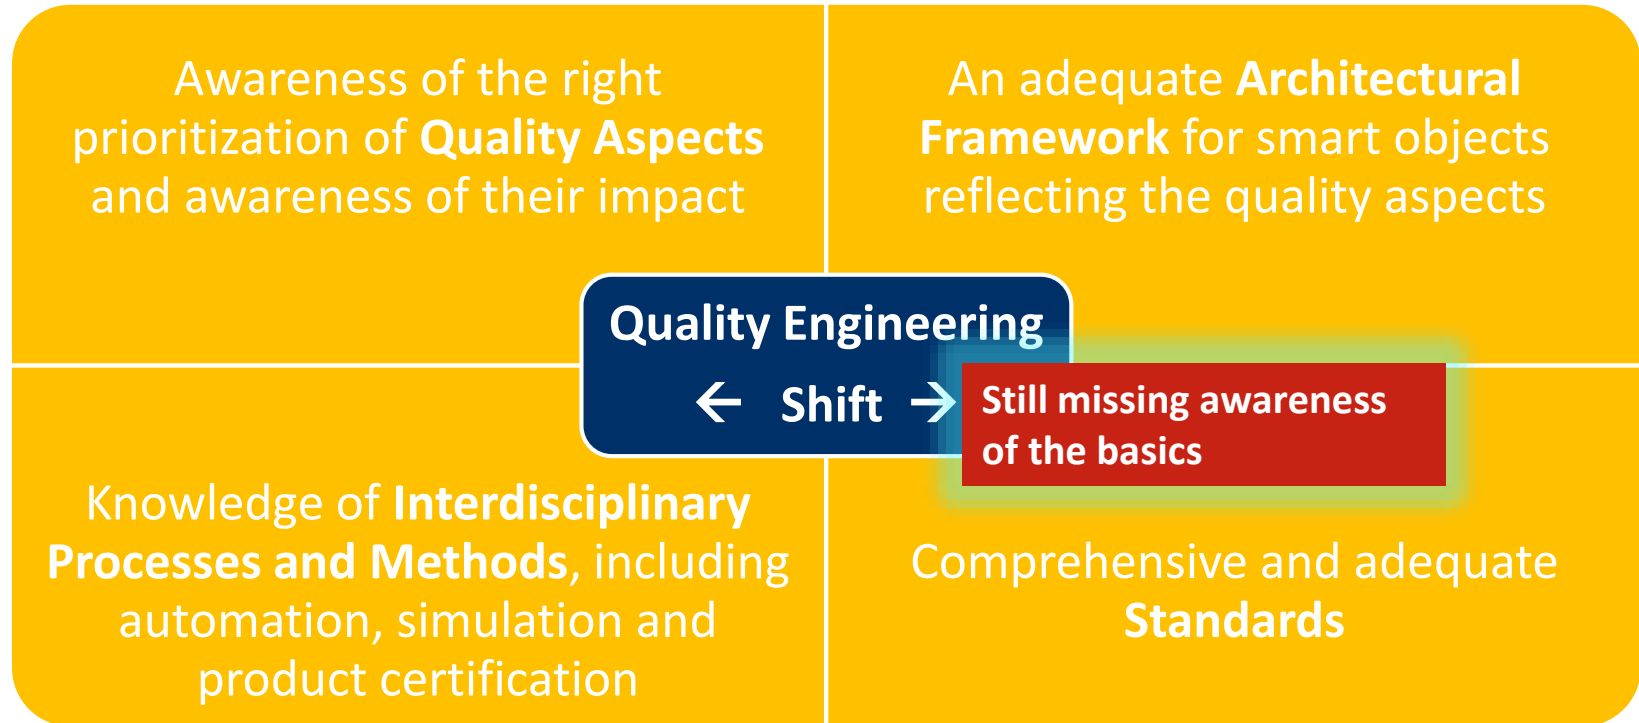 Awareness of the right
prioritization of Quality Aspects
and awareness of their impact
An adequate Architectural
Framework for smart objects
reflecting the quality aspects
Quality Engineering
← Shift →
Still missing awareness
of the basics
Knowledge of Interdisciplinary
Processes and Methods, including
automation, simulation and
product certification
Comprehensive and adequate
Standards